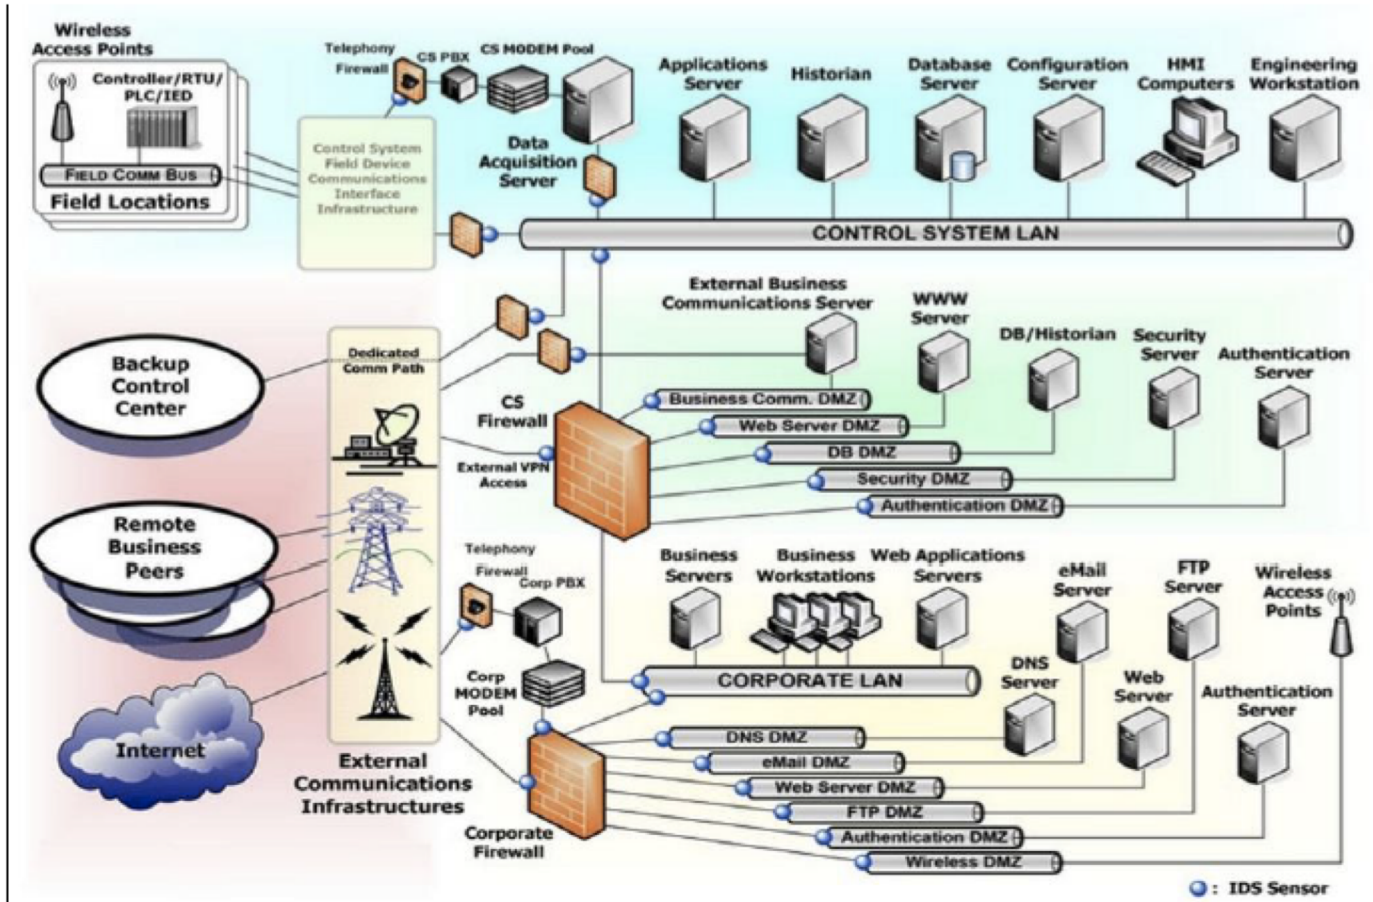 Wireless
Access Points
Controller/RTU/
PLC/IED
FIELD COMM BUS
Field Locations
Telephony
Firewall
CS PBX
CS MODEM Pool
Data
Acquisition
Server
Control System
Field Device
Communications
Interface
Infrastructure
Applications
Server
Historian
Database
Server
Configuration
Server
HMI
Computers
Engineering
Workstation
CONTROL SYSTEM LAN
External Business
Communications Server
WWW
Server
DB/Historian
Security
Server
Authentication
Server
Backup
Control
Center
Dedicated
Comm Path
CS
Firewall
External VPN
Access
Business Comm. DMZ
Web Server DMZ
DB DMZ
Security DMZ
Authentication DMZ
Remote
Business
Peers
Telephony
Firewall
Corp PBX
Corp
MODEM
Pool
Business
Servers
Business
Workstations
Web Applications
Servers
eMail
Server
FTP
Server
Wireless
Access
Points
CORPORATE LAN
DNS
Server
Web
Server
Authentication
Server
Internet
External
Communications
Infrastructures
Corporate
Firewall
DNS DMZ
eMail DMZ
Web Server DMZ
FTP DMZ
Authentication DMZ
Wireless DMZ
: IDS Sensor